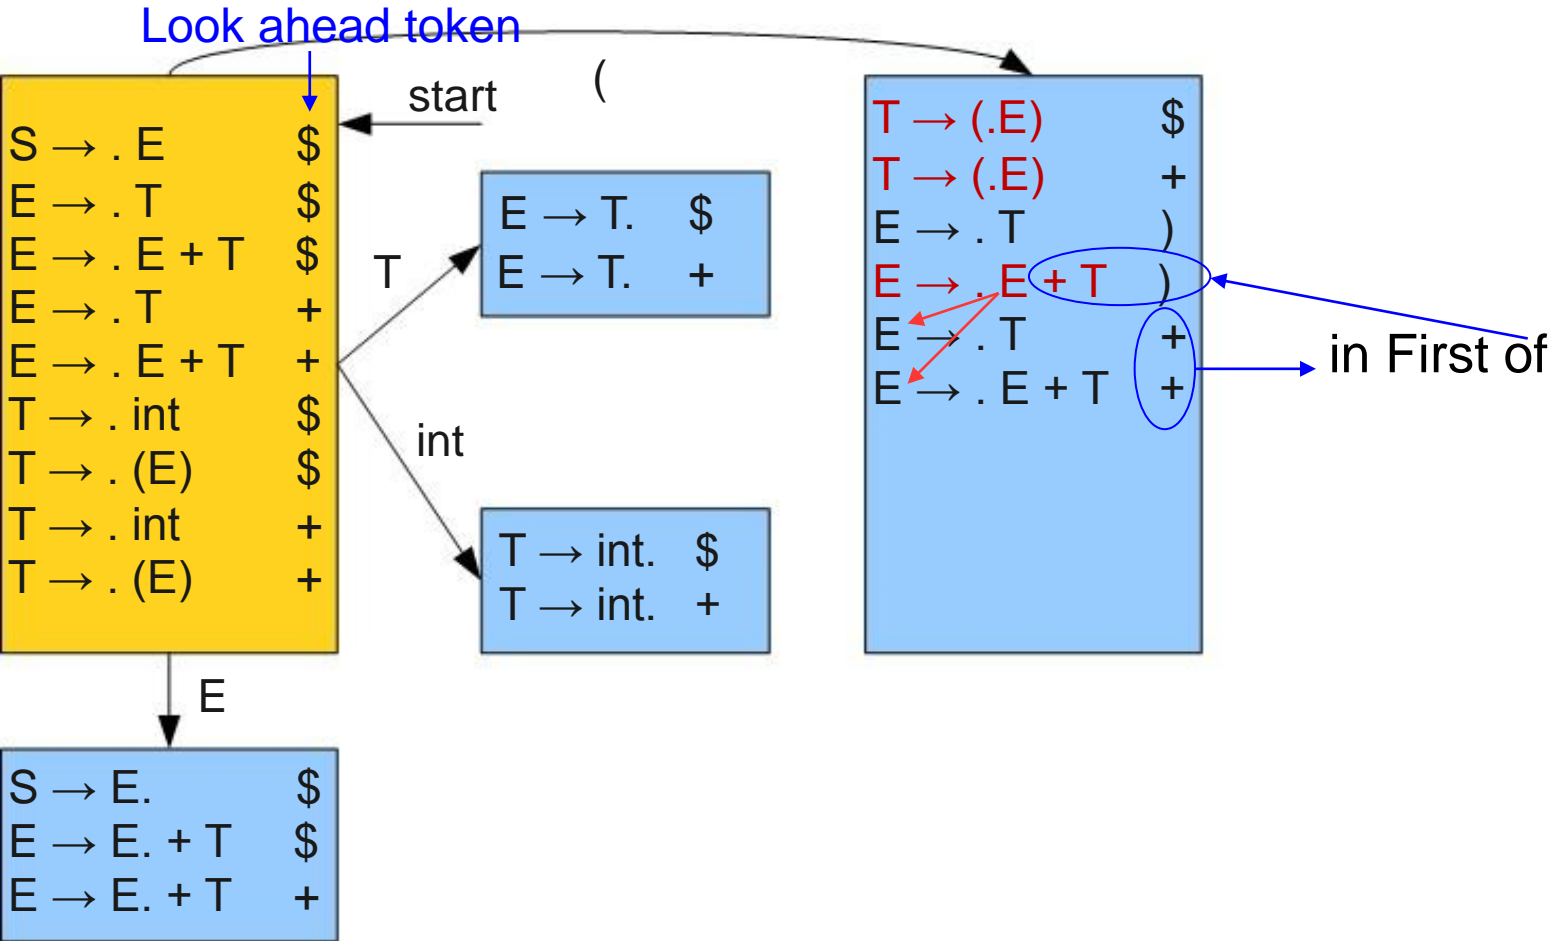 Look ahead token
start
(
S → . E $
E → . T $
E → . E + T $
E → . T +
E → . E + T +
T → . int $
T → . (E) $
T → . int +
T → . (E) +
T
E → T. $
E → T. +
int
T → int. $
T → int. +
T → (.E) $
T → (.E) +
E → . T )
E → . E + T )
E → . T +
E → . E + T +
in First of
E
S → E. $
E → E. + T $
E → E. + T +